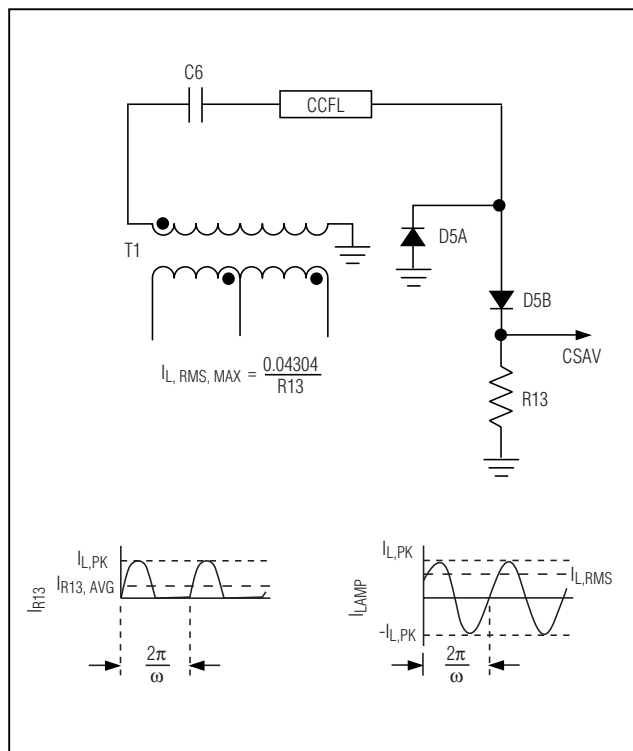 C6
CCFL
D5A
T1
D5B
CSAV
I_L, RMS, MAX = 0.04304 / R13
R13
I_L,PK
I_R13, AVG
I_R13
2π / ω
I_L,PK
I_L,RMS
I_LAMP
-I_L,PK
2π / ω